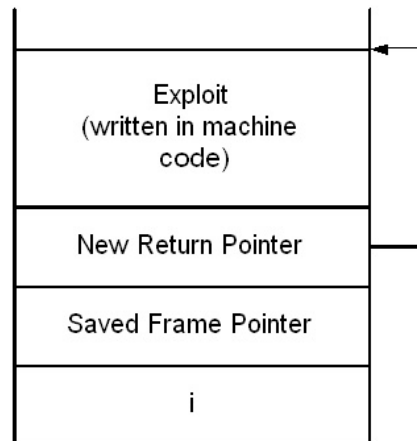 Exploit
(written in machine
code)
New Return Pointer
Saved Frame Pointer
i